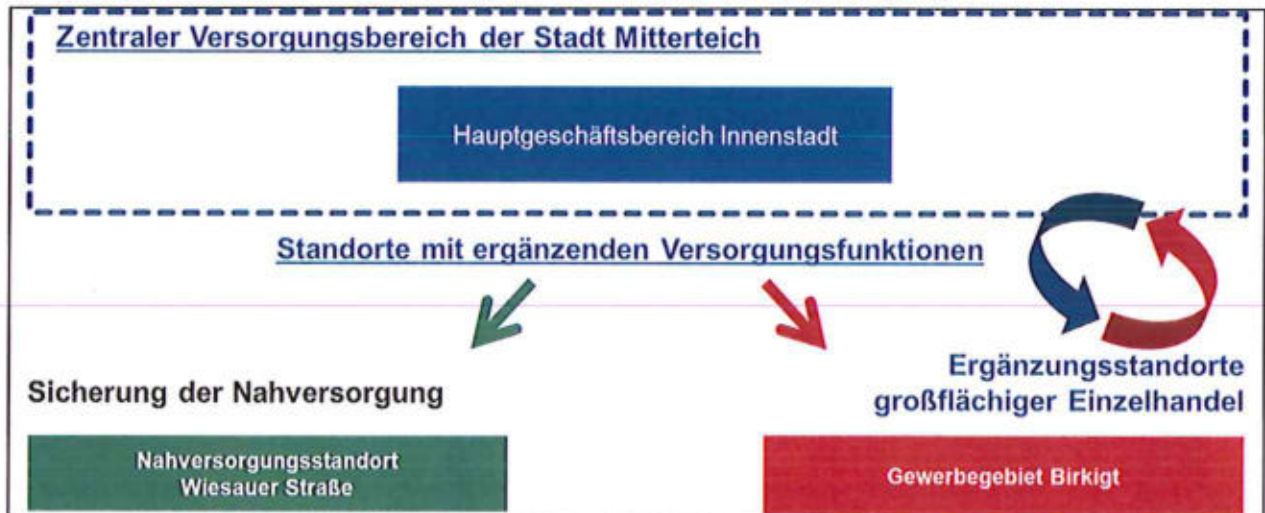 Zentraler Versorgungsbereich der Stadt Mitterteich
Hauptgeschäftsbereich Innenstadt
Standorte mit ergänzenden Versorgungsfunktionen
Sicherung der Nahversorgung
Ergänzungsstandorte
großflächiger Einzelhandel
Nahversorgungsstandort
Wiesauer Straße
Gewerbegebiet Birkigt